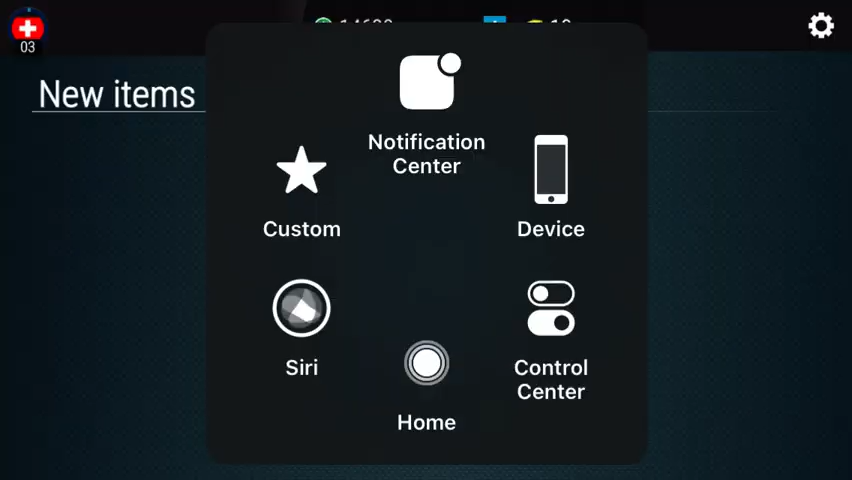 03
New items
Notification
Center
Custom
Device
Siri
Control
Center
Home